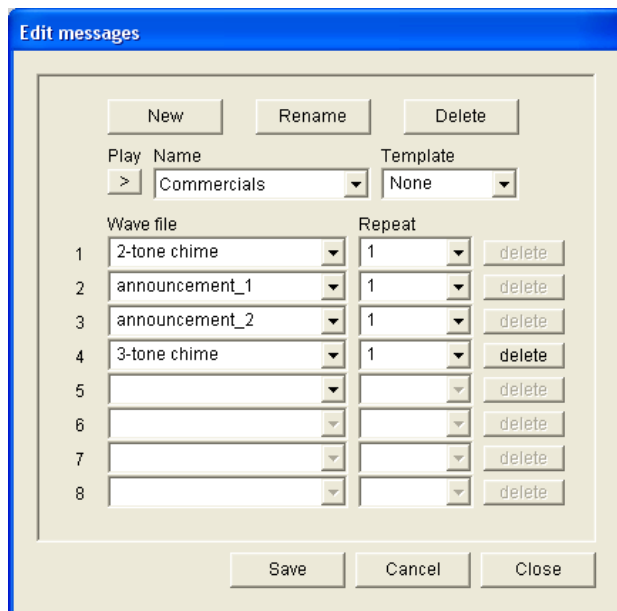 Edit messages
New Rename Delete
Play Name Template
> Commercials None
Wave file Repeat
1 2-tone chime 1 delete
2 announcement_1 1 delete
3 announcement_2 1 delete
4 3-tone chime 1 delete
5 delete
6 delete
7 delete
8 delete
Save Cancel Close